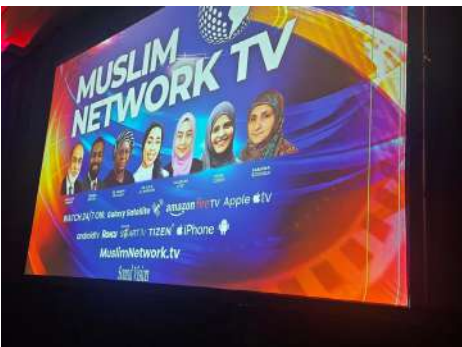 MUSLIM
NETWORK TV
WATCH 24/7 ON: Galaxy Satellite amazon fireTV Apple tv
androidtv Roku SMART TV TIZEN iPhone
MuslimNetwork.tv
Sound Vision